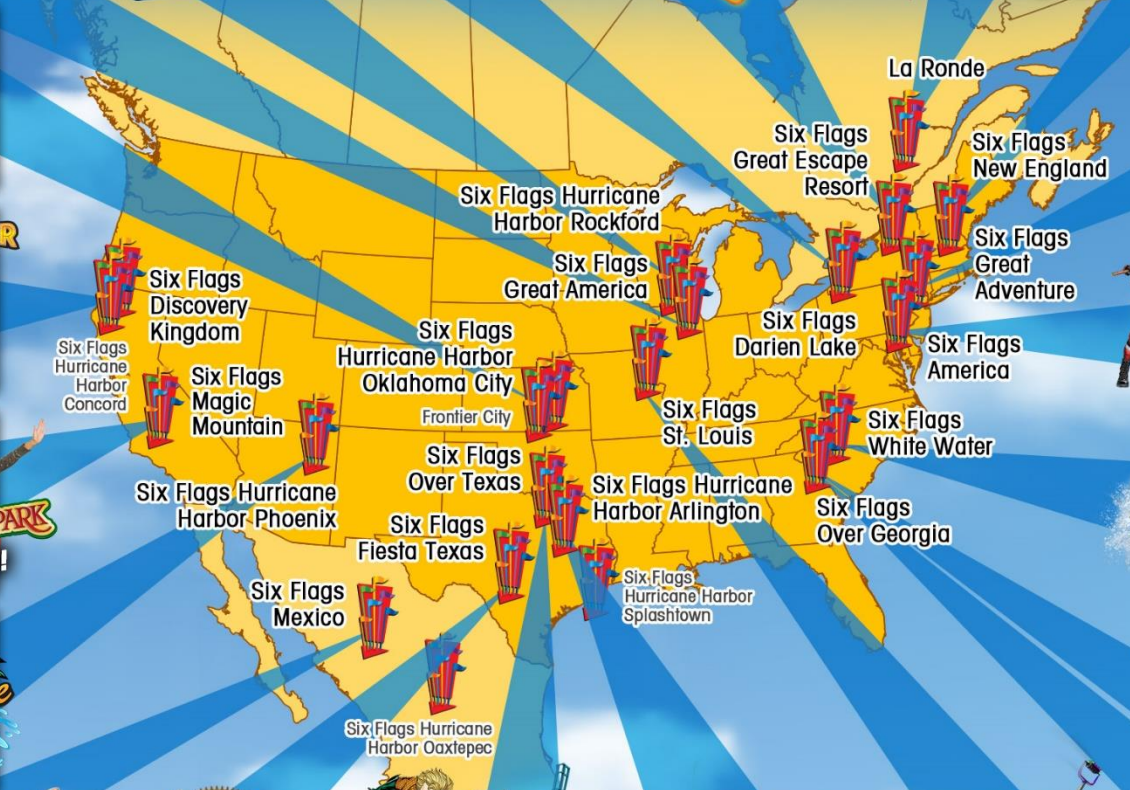 La Ronde
Six Flags
Great Escape
Resort
Six Flags
New England
Six Flags Hurricane
Harbor Rockford
Six Flags
Great
Adventure
Six Flags
Great America
Six Flags
Discovery
Kingdom
Six Flags
Darien Lake
Six Flags
America
Six Flags
Hurricane Harbor
Oklahoma City
Six Flags
Hurricane
Harbor
Concord
Six Flags
Magic
Mountain
Frontier City
Six Flags
St. Louis
Six Flags
White Water
Six Flags
Over Texas
Six Flags Hurricane
Harbor Arlington
Six Flags Hurricane
Harbor Phoenix
Six Flags
Over Georgia
PARK
!
Six Flags
Fiesta Texas
Six Flags
Hurricane Harbor
Splashtown
Six Flags
Mexico
Six Flags Hurricane
Harbor Oaxtepec
R
e